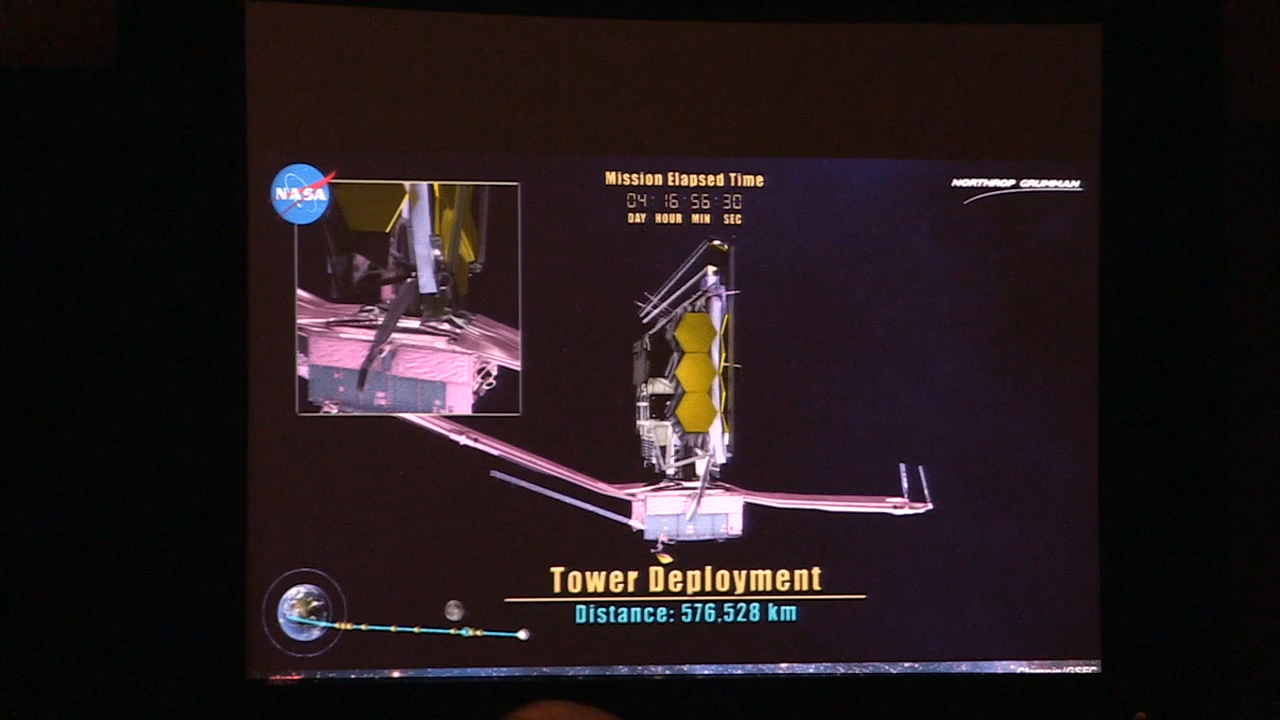 NASA
Mission Elapsed Time
04 : 16 : 56 : 30
DAY HOUR MIN SEC
NORTHROP GRUMMAN
Tower Deployment
Distance: 576,528 km